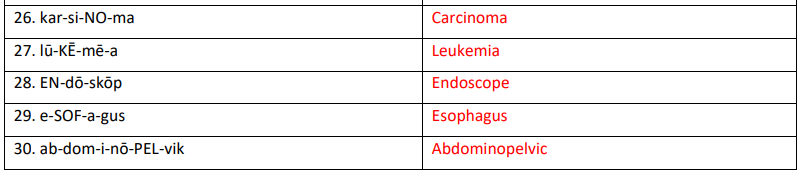 26. kar-si-NO-ma Carcinoma
27. lū-KĒ-mē-a Leukemia
28. EN-dō-skōp Endoscope
29. e-SOF-a-gus Esophagus
30. ab-dom-i-nō-PEL-vik Abdominopelvic